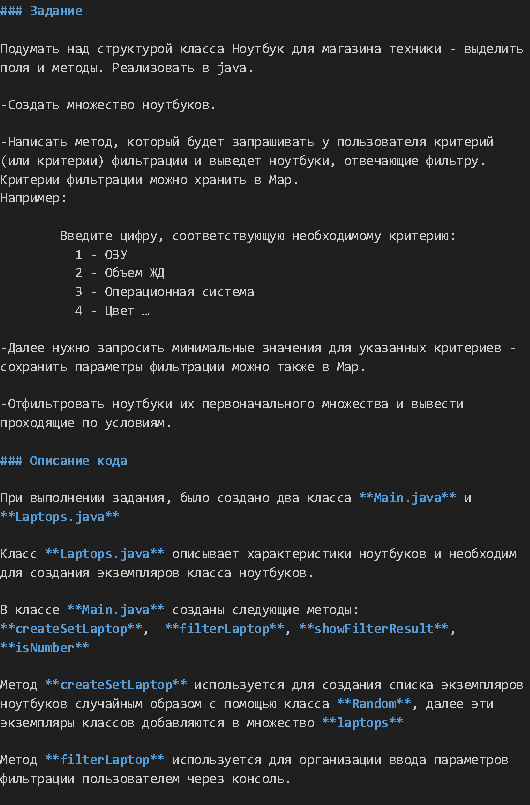 ### Задание
Подумать над структурой класса Ноутбук для магазина техники - выделить
поля и методы. Реализовать в java.
-Создать множество ноутбуков.
-Написать метод, который будет запрашивать у пользователя критерий
(или критерии) фильтрации и выведет ноутбуки, отвечающие фильтру.
Критерии фильтрации можно хранить в Map.
Например:
Введите цифру, соответствующую необходимому критерию:
1 - ОЗУ
2 - Объем ЖД
3 - Операционная система
4 - Цвет …
-Далее нужно запросить минимальные значения для указанных критериев -
сохранить параметры фильтрации можно также в Map.
-Отфильтровать ноутбуки их первоначального множества и вывести
проходящие по условиям.
### Описание кода
При выполнении задания, было создано два класса **Main.java** и
**Laptops.java**
Класс **Laptops.java** описывает характеристики ноутбуков и необходим
для создания экземпляров класса ноутбуков.
В классе **Main.java** созданы следующие методы:
**createSetLaptop**,  **filterLaptop**, **showFilterResult**,
**isNumber**
Метод **createSetLaptop** используется для создания списка экземпляров
ноутбуков случайным образом с помощью класса **Random**, далее эти
экземпляры классов добавляются в множество **laptops**
Метод **filterLaptop** используется для организации ввода параметров
фильтрации пользователем через консоль.